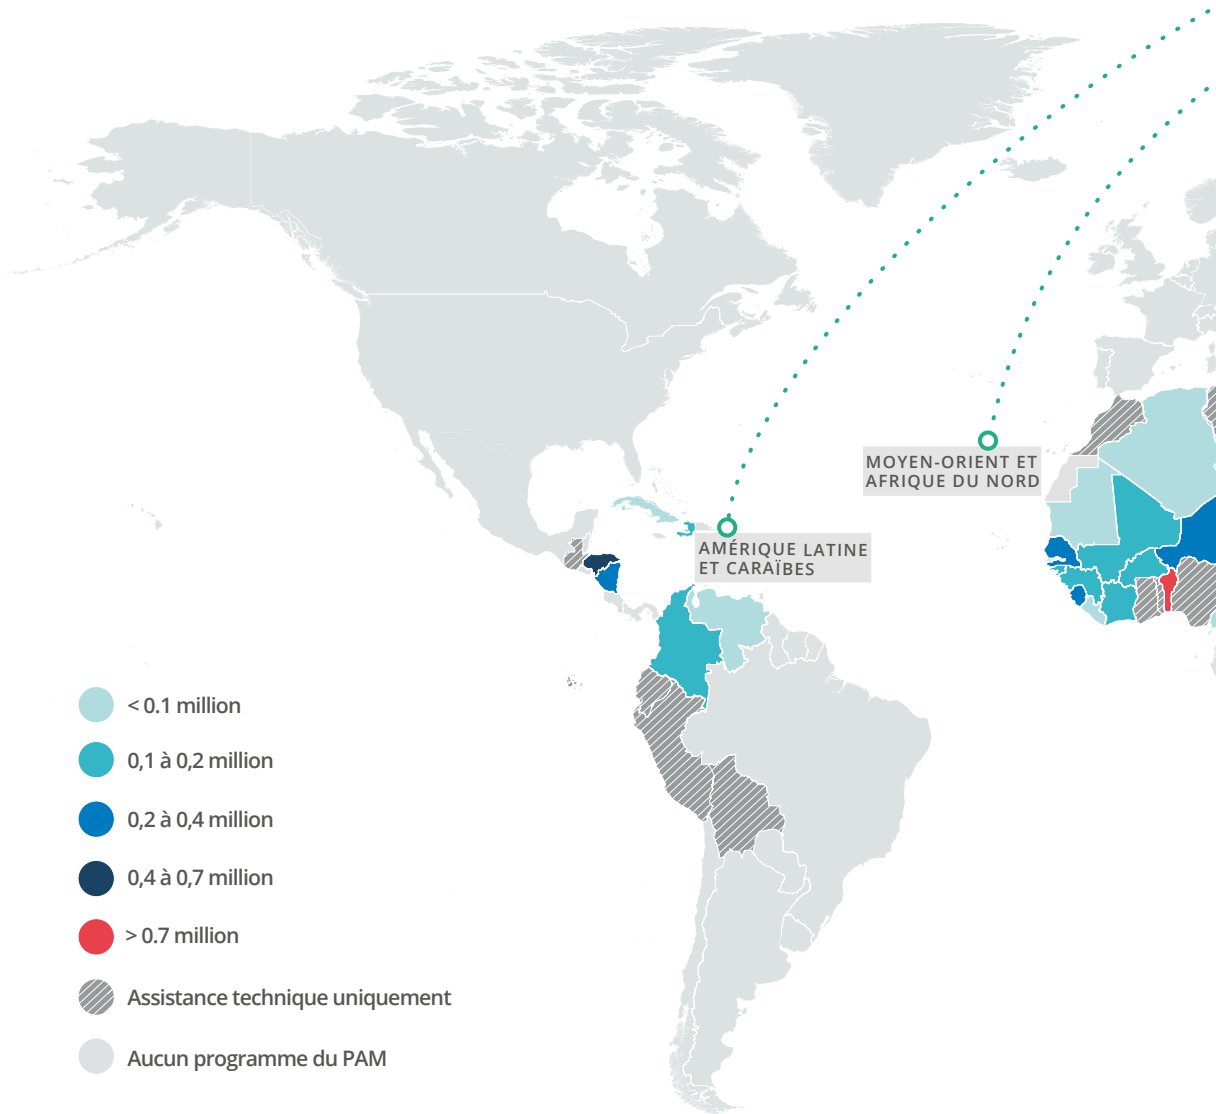 MOYEN-ORIENT ET
AFRIQUE DU NORD
AMÉRIQUE LATINE
ET CARAÏBES
< 0.1 million
0,1 à 0,2 million
0,2 à 0,4 million
0,4 à 0,7 million
> 0.7 million
Assistance technique uniquement
Aucun programme du PAM